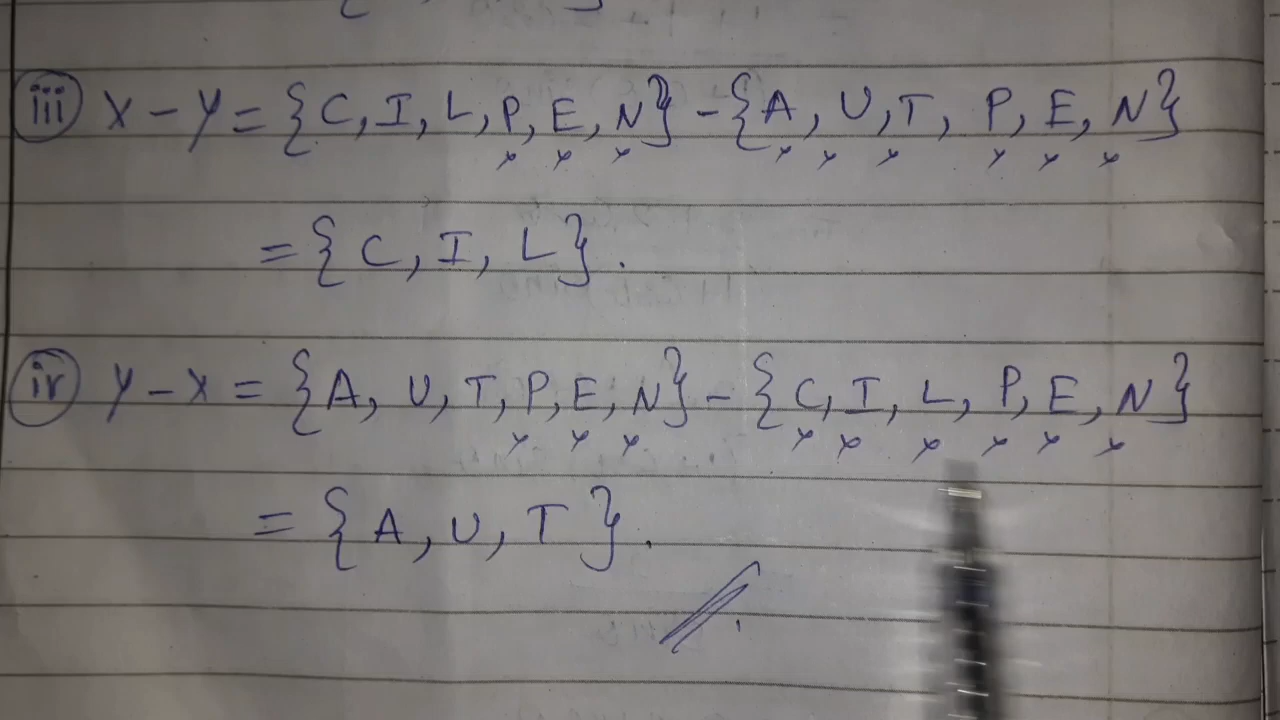 iii X - Y = {C, I, L, P, E, N} - {A, U, T, P, E, N}
x x x x x x x x x
= {C, I, L}.
iv Y - X = {A, U, T, P, E, N} - {C, I, L, P, E, N}
x x x x x x x x x
= {A, U, T}.